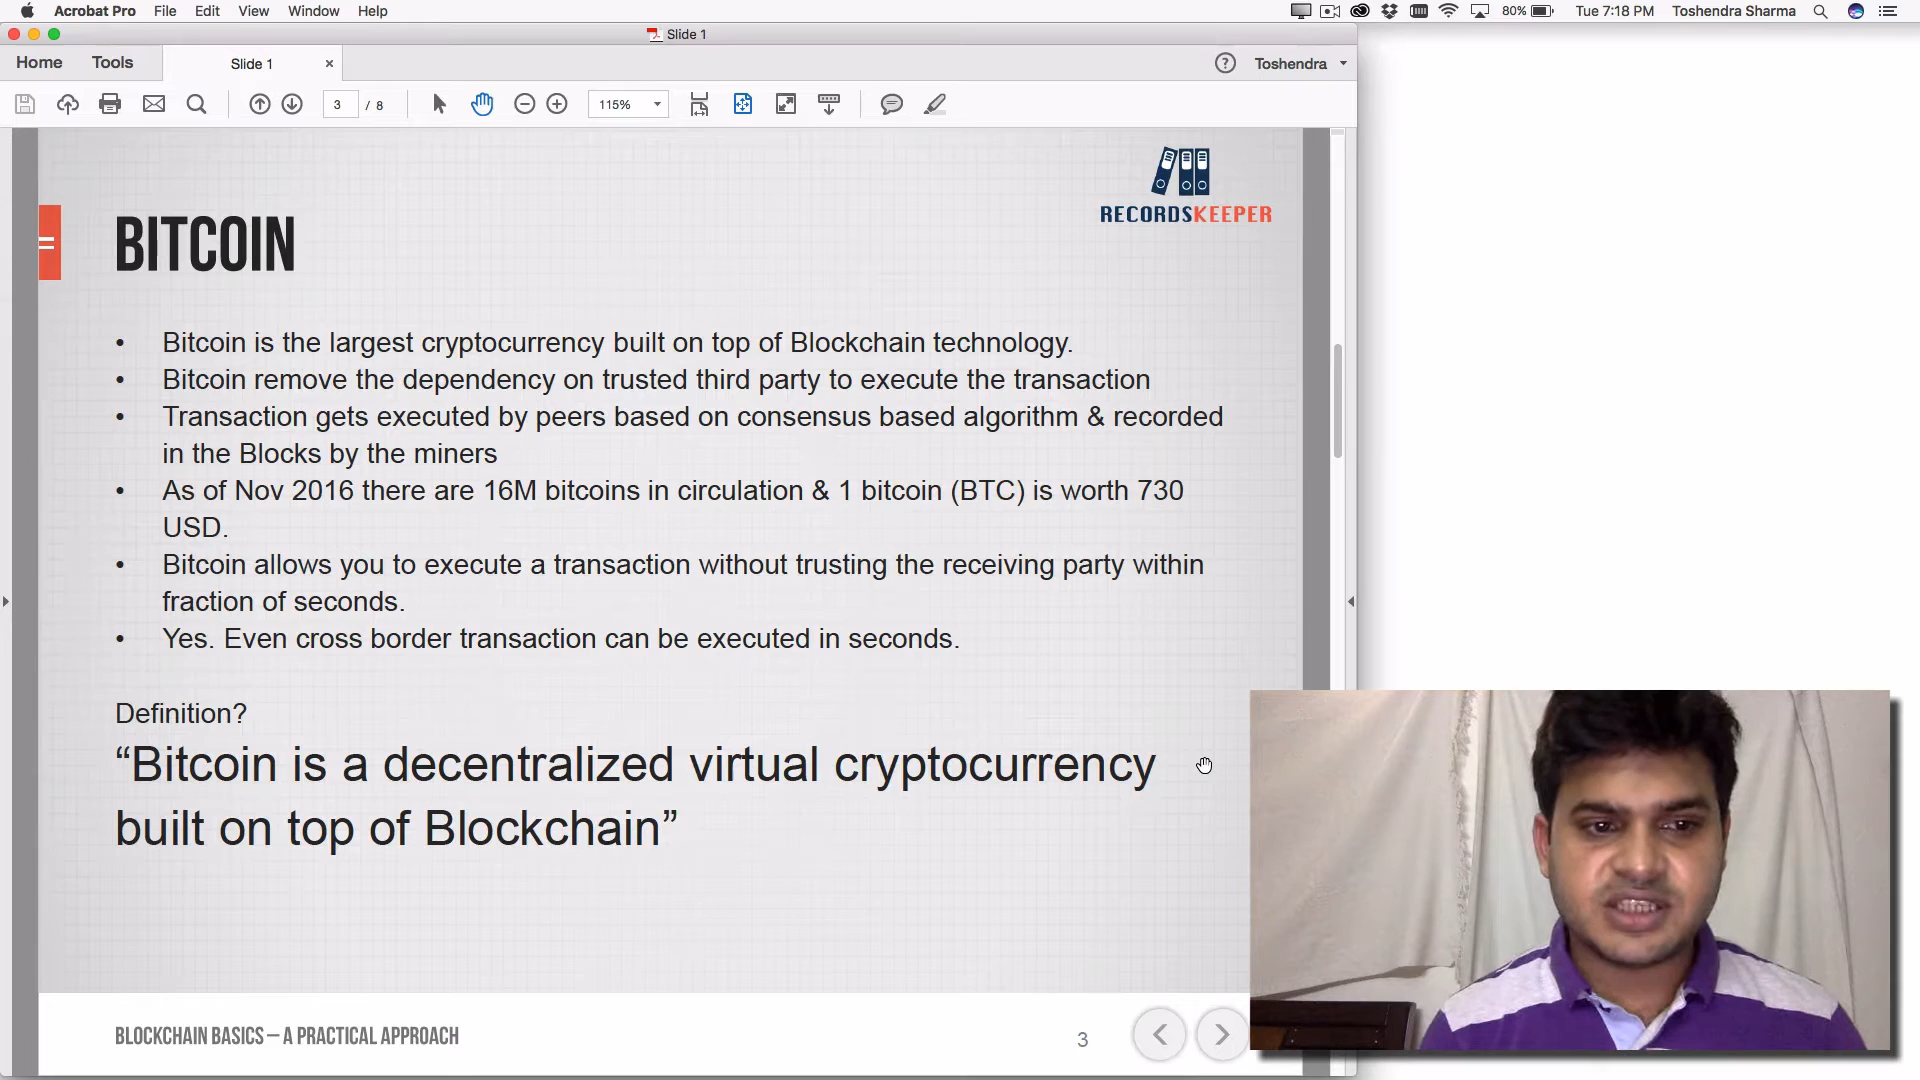 Acrobat Pro File Edit View Window Help 80% Tue 7:18 PM Toshendra Sharma
Slide 1
Home Tools Slide 1 × ? Toshendra
3 / 8 115%
RECORDSKEEPER
BITCOIN
• Bitcoin is the largest cryptocurrency built on top of Blockchain technology.
• Bitcoin remove the dependency on trusted third party to execute the transaction
• Transaction gets executed by peers based on consensus based algorithm & recorded
in the Blocks by the miners
• As of Nov 2016 there are 16M bitcoins in circulation & 1 bitcoin (BTC) is worth 730
USD.
• Bitcoin allows you to execute a transaction without trusting the receiving party within
fraction of seconds.
• Yes. Even cross border transaction can be executed in seconds.
Definition?
“Bitcoin is a decentralized virtual cryptocurrency
built on top of Blockchain”
BLOCKCHAIN BASICS – A PRACTICAL APPROACH
3